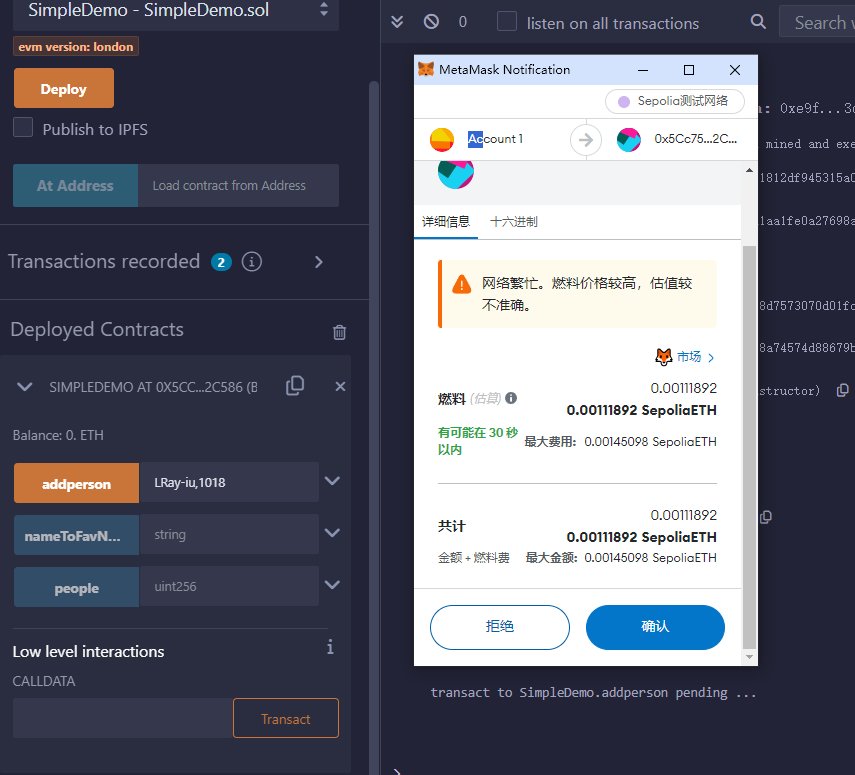 SimpleDemo - SimpleDemo.sol
evm version: london
Deploy
Publish to IPFS
At Address
Load contract from Address
Transactions recorded 2 i
Deployed Contracts
SIMPLEDEMO AT 0X5CC...2C586 (B
Balance: 0. ETH
addperson LRay-iu,1018
nameToFavN... string
people uint256
Low level interactions i
CALLDATA
Transact
0 listen on all transactions
Search
MetaMask Notification
Sepolia测试网络
Account 1
0x5Cc75...2C...
详细信息 十六进制
网络繁忙。燃料价格较高，估值较
不准确。
市场
燃料 (估算) i 0.00111892
0.00111892 SepoliaETH
有可能在 30 秒
以内
最大费用: 0.00145098 SepoliaETH
共计 0.00111892
0.00111892 SepoliaETH
金额 + 燃料费 最大金额: 0.00145098 SepoliaETH
拒绝 确认
0xe9f...3
mined and exe
1812df945315a
1aa1fe0a27698a
8d7573070d01fc
8a74574d88679b
structor)
transact to SimpleDemo.addperson pending ...